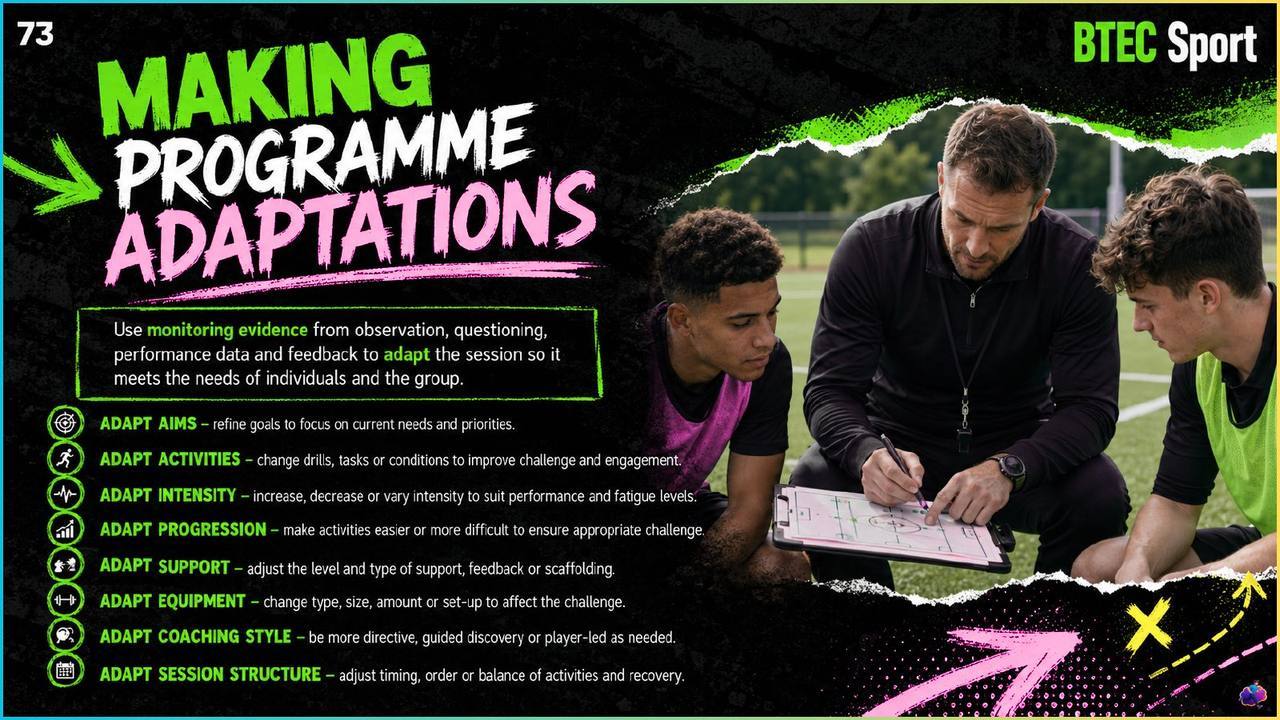 73
BTEC Sport
MAKING
PROGRAMME
ADAPTATIONS
Use monitoring evidence from observation, questioning,
performance data and feedback to adapt the session so it
meets the needs of individuals and the group.
ADAPT AIMS – refine goals to focus on current needs and priorities.
ADAPT ACTIVITIES – change drills, tasks or conditions to improve challenge and engagement.
ADAPT INTENSITY – increase, decrease or vary intensity to suit performance and fatigue levels.
ADAPT PROGRESSION – make activities easier or more difficult to ensure appropriate challenge.
ADAPT SUPPORT – adjust the level and type of support, feedback or scaffolding.
ADAPT EQUIPMENT – change type, size, amount or set-up to affect the challenge.
ADAPT COACHING STYLE – be more directive, guided discovery or player-led as needed.
ADAPT SESSION STRUCTURE – adjust timing, order or balance of activities and recovery.